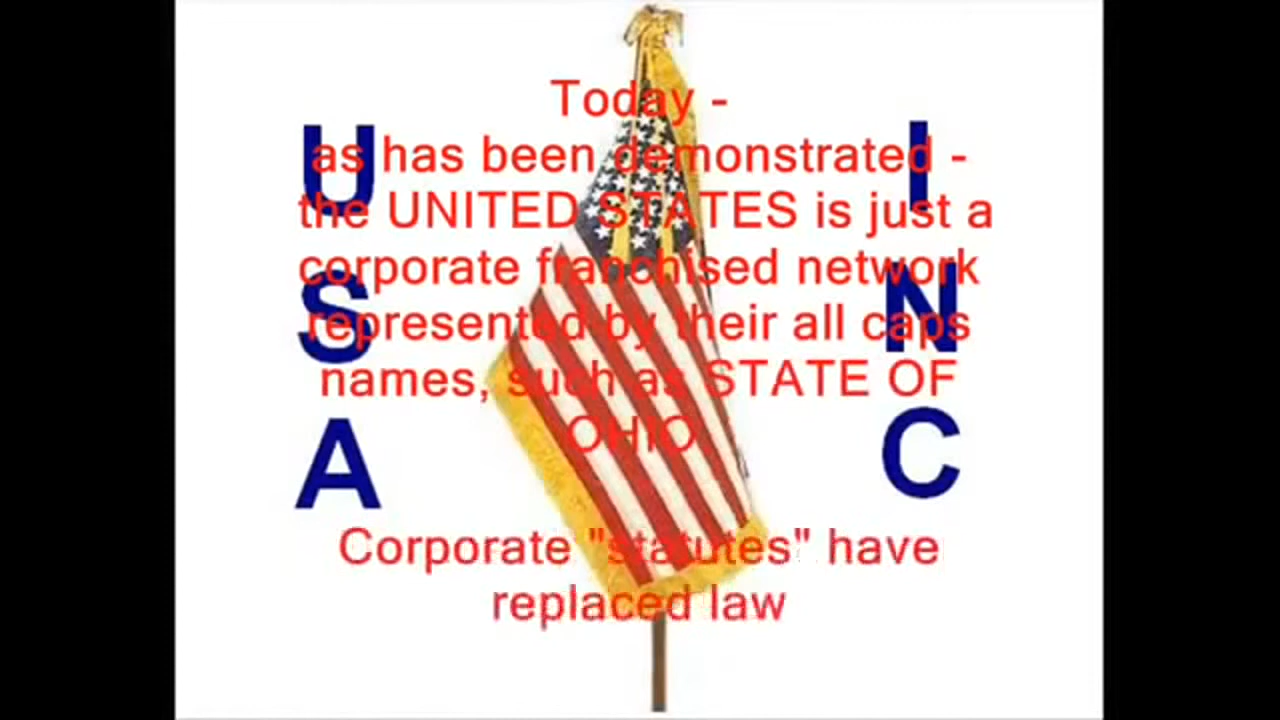 Today -
as has been demonstrated -
the UNITED STATES is just a
corporate franchised network
represented by their all caps
names, such as STATE OF
OHIO
Corporate "statutes" have
replaced law
U
S
A
I
N
C